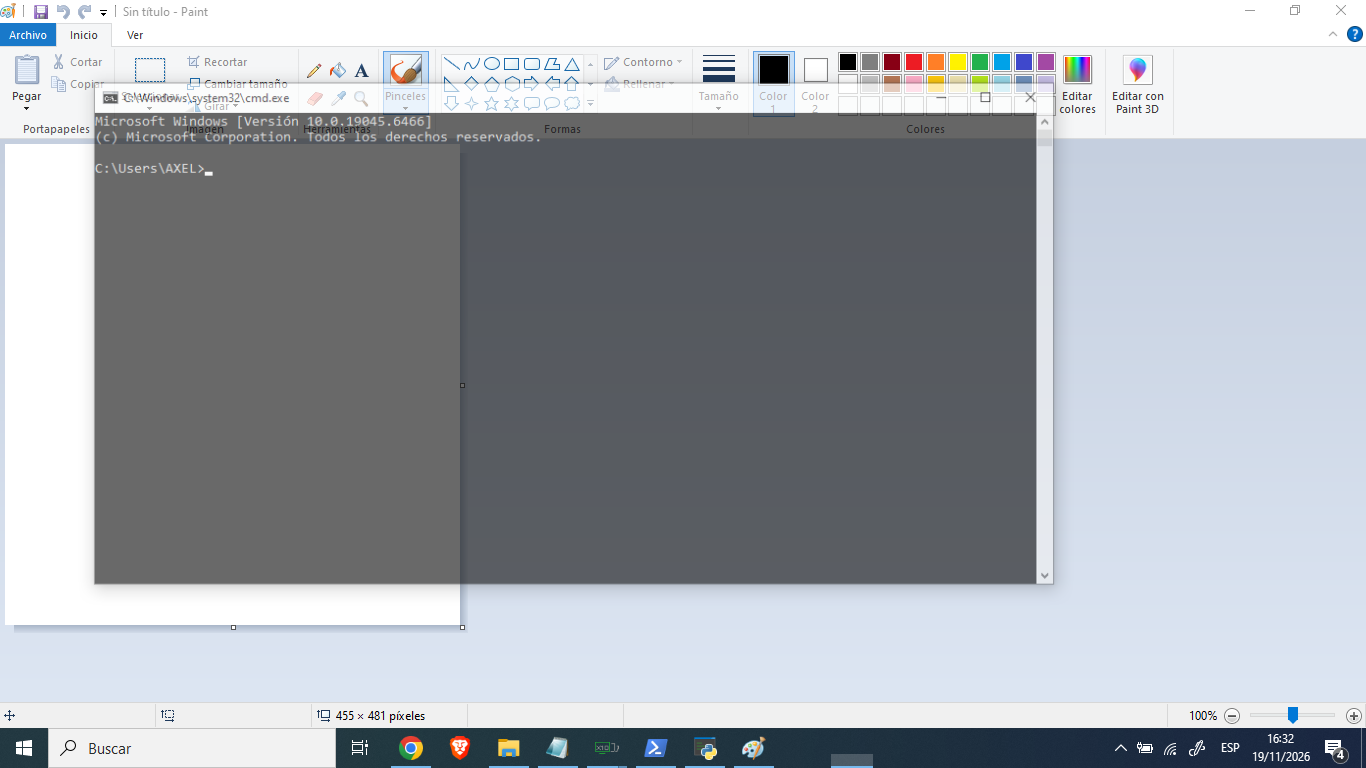 Sin título - Paint
Archivo Inicio Ver
Pegar
Cortar
Copiar
Portapapeles
Recortar
Cambiar tamaño
Girar
Imagen
A
Herramientas
Pinceles
Contorno
Rellenar
Formas
Tamaño
Color 1
Color 2
Colores
Editar colores
Editar con Paint 3D
C:\Windows\system32\cmd.exe
Microsoft Windows [Versión 10.0.19045.6466]
(c) Microsoft Corporation. Todos los derechos reservados.
C:\Users\AXEL>
455 × 481 píxeles
100%
Buscar
ESP
16:32
19/11/2026
4